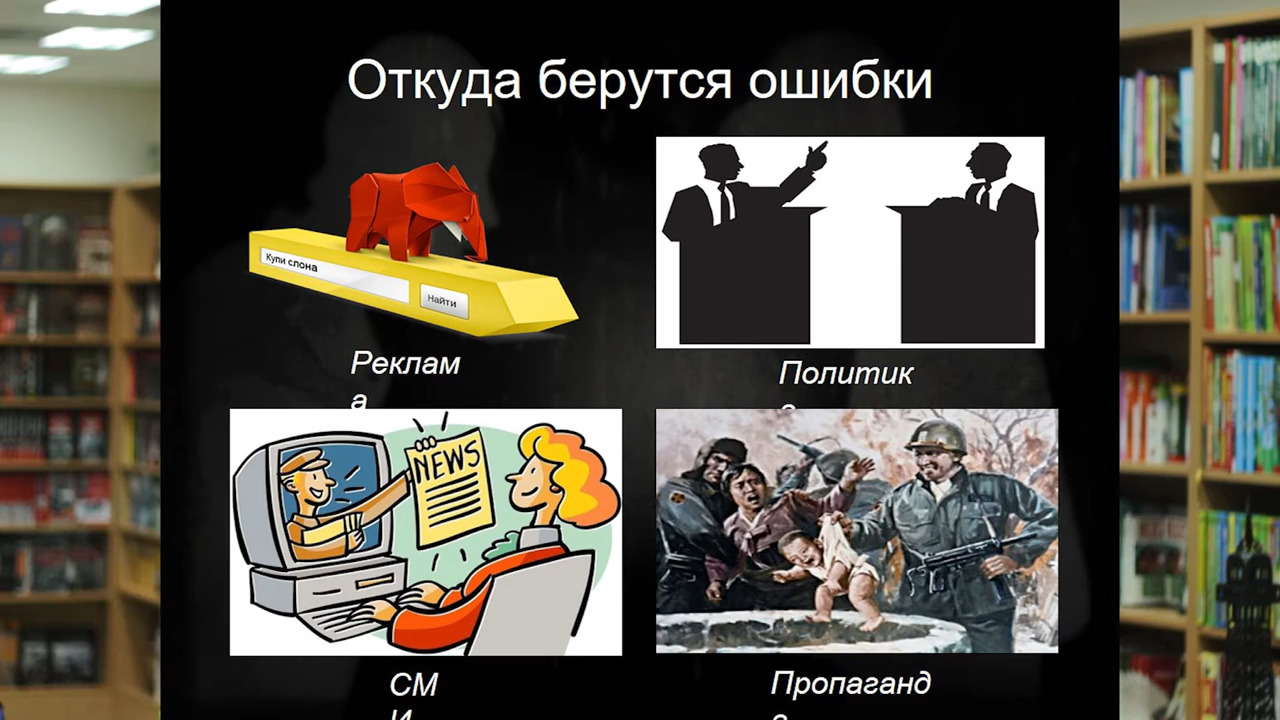 Откуда берутся ошибки
Купи слона
Найти
Реклам
а
Политик
NEWS
СМ
И
Пропаганд